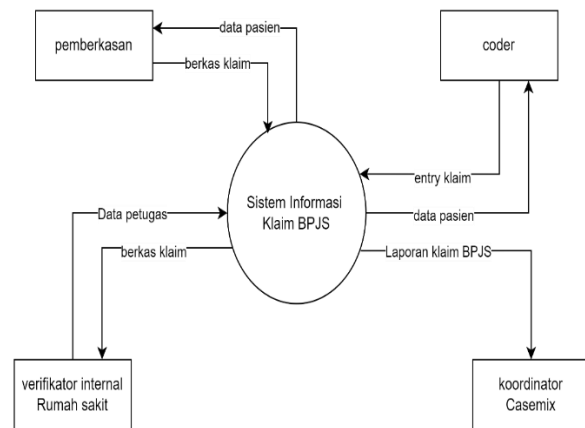 data pasien
pemberkasan
coder
berkas klaim
entry klaim
Sistem Informasi
Klaim BPJS
Data petugas
data pasien
berkas klaim
Laporan klaim BPJS
verifikator internal
Rumah sakit
koordinator
Casemix